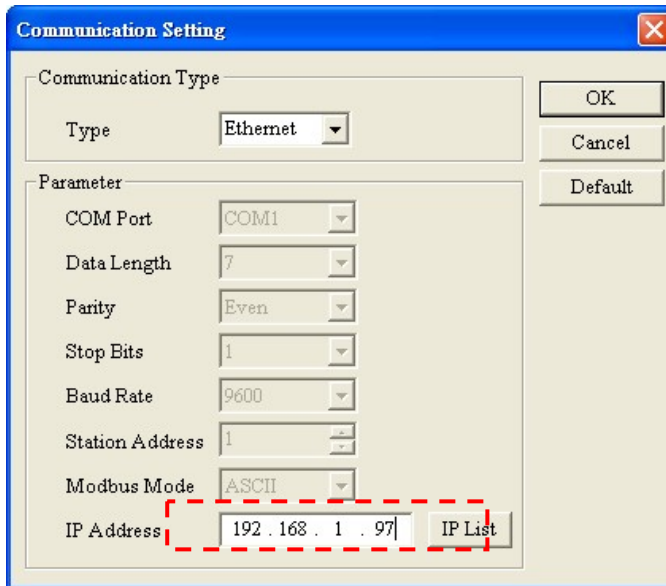 Communication Setting
Communication Type
Type Ethernet
OK
Cancel
Default
Parameter
COM Port COM1
Data Length 7
Parity Even
Stop Bits 1
Baud Rate 9600
Station Address 1
Modbus Mode ASCII
IP Address 192 . 168 . 1 . 97 IP List